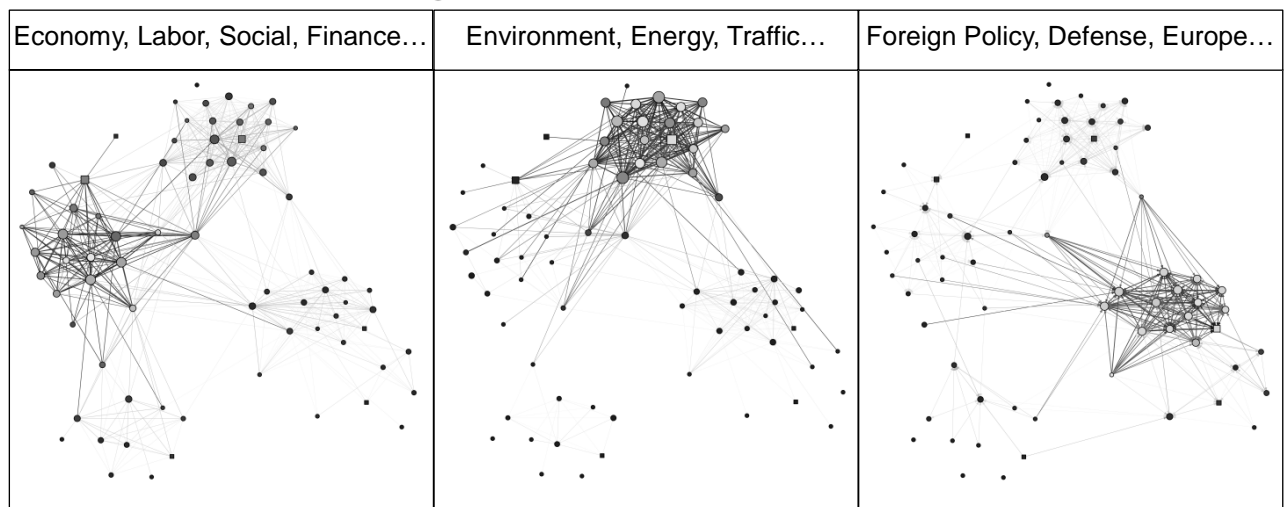 Economy, Labor, Social, Finance…
Environment, Energy, Traffic…
Foreign Policy, Defense, Europe…